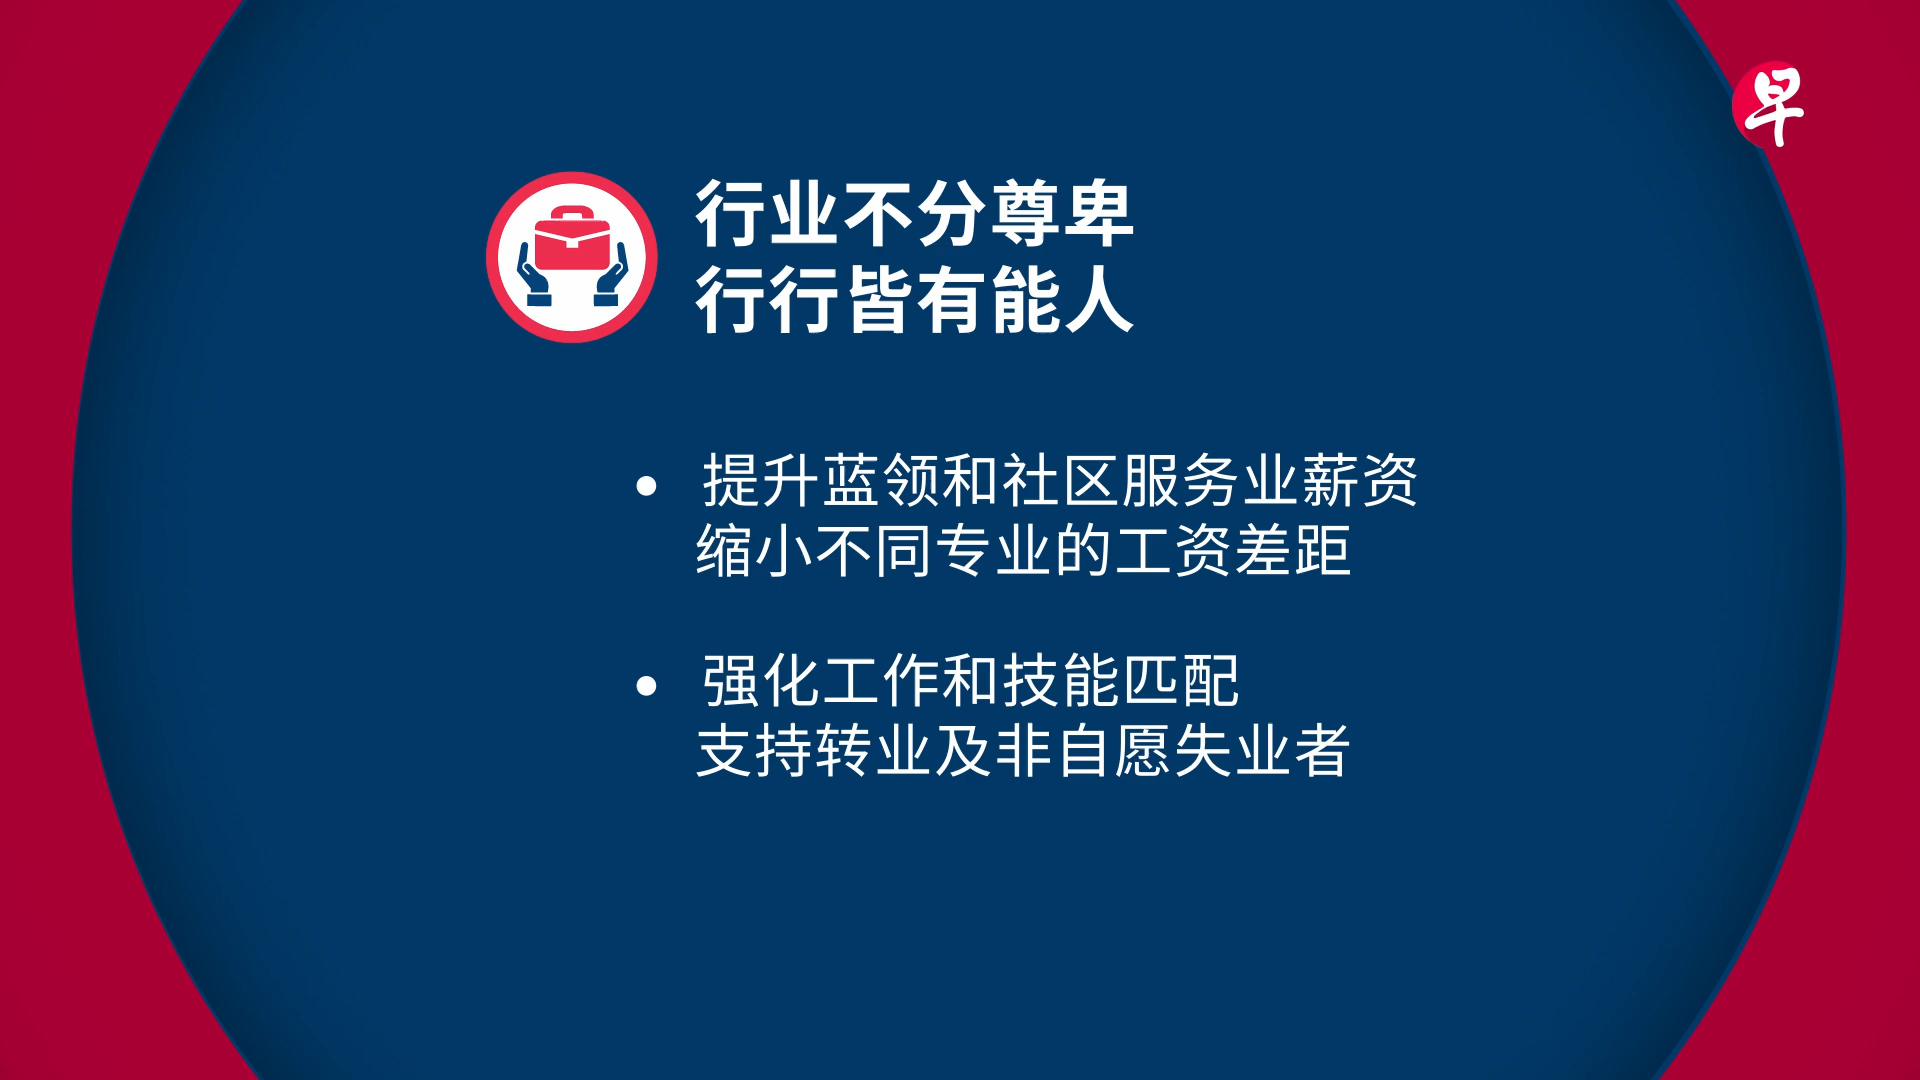 早
行业不分尊卑
行行皆有能人
• 提升蓝领和社区服务业薪资
缩小不同专业的工资差距
• 强化工作和技能匹配
支持转业及非自愿失业者